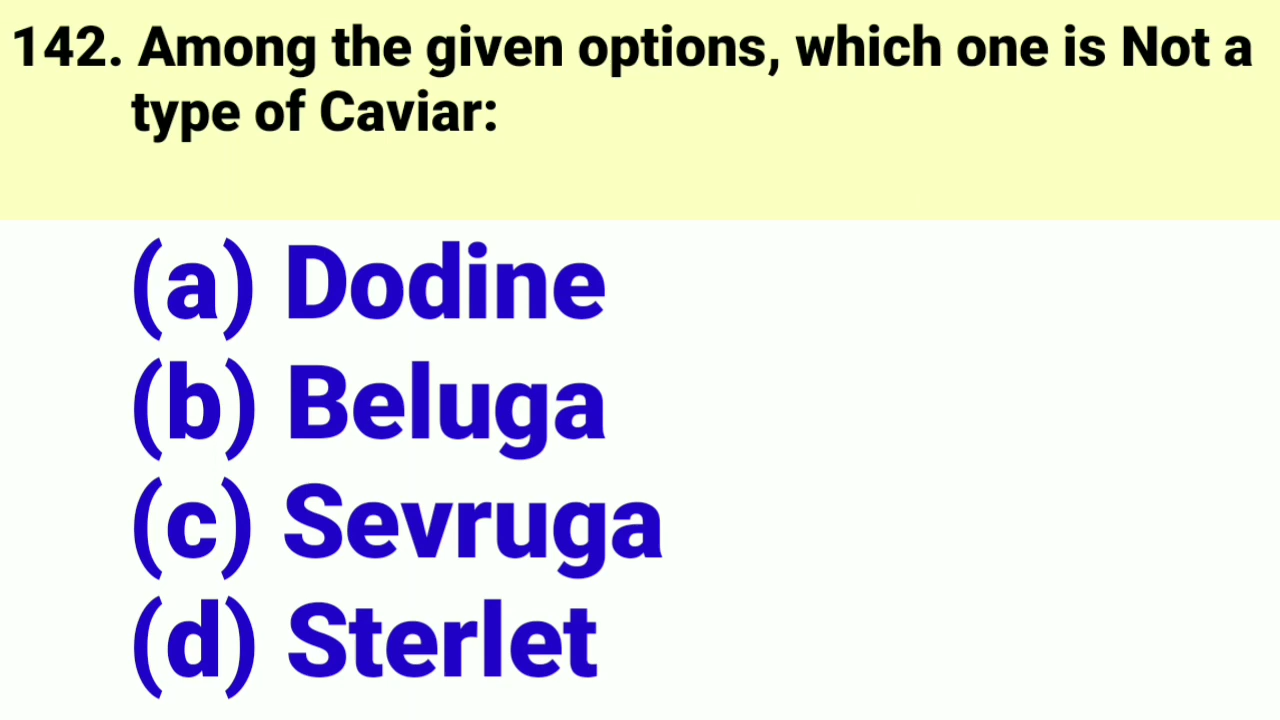 142. Among the given options, which one is Not a
type of Caviar:
(a) Dodine
(b) Beluga
(c) Sevruga
(d) Sterlet